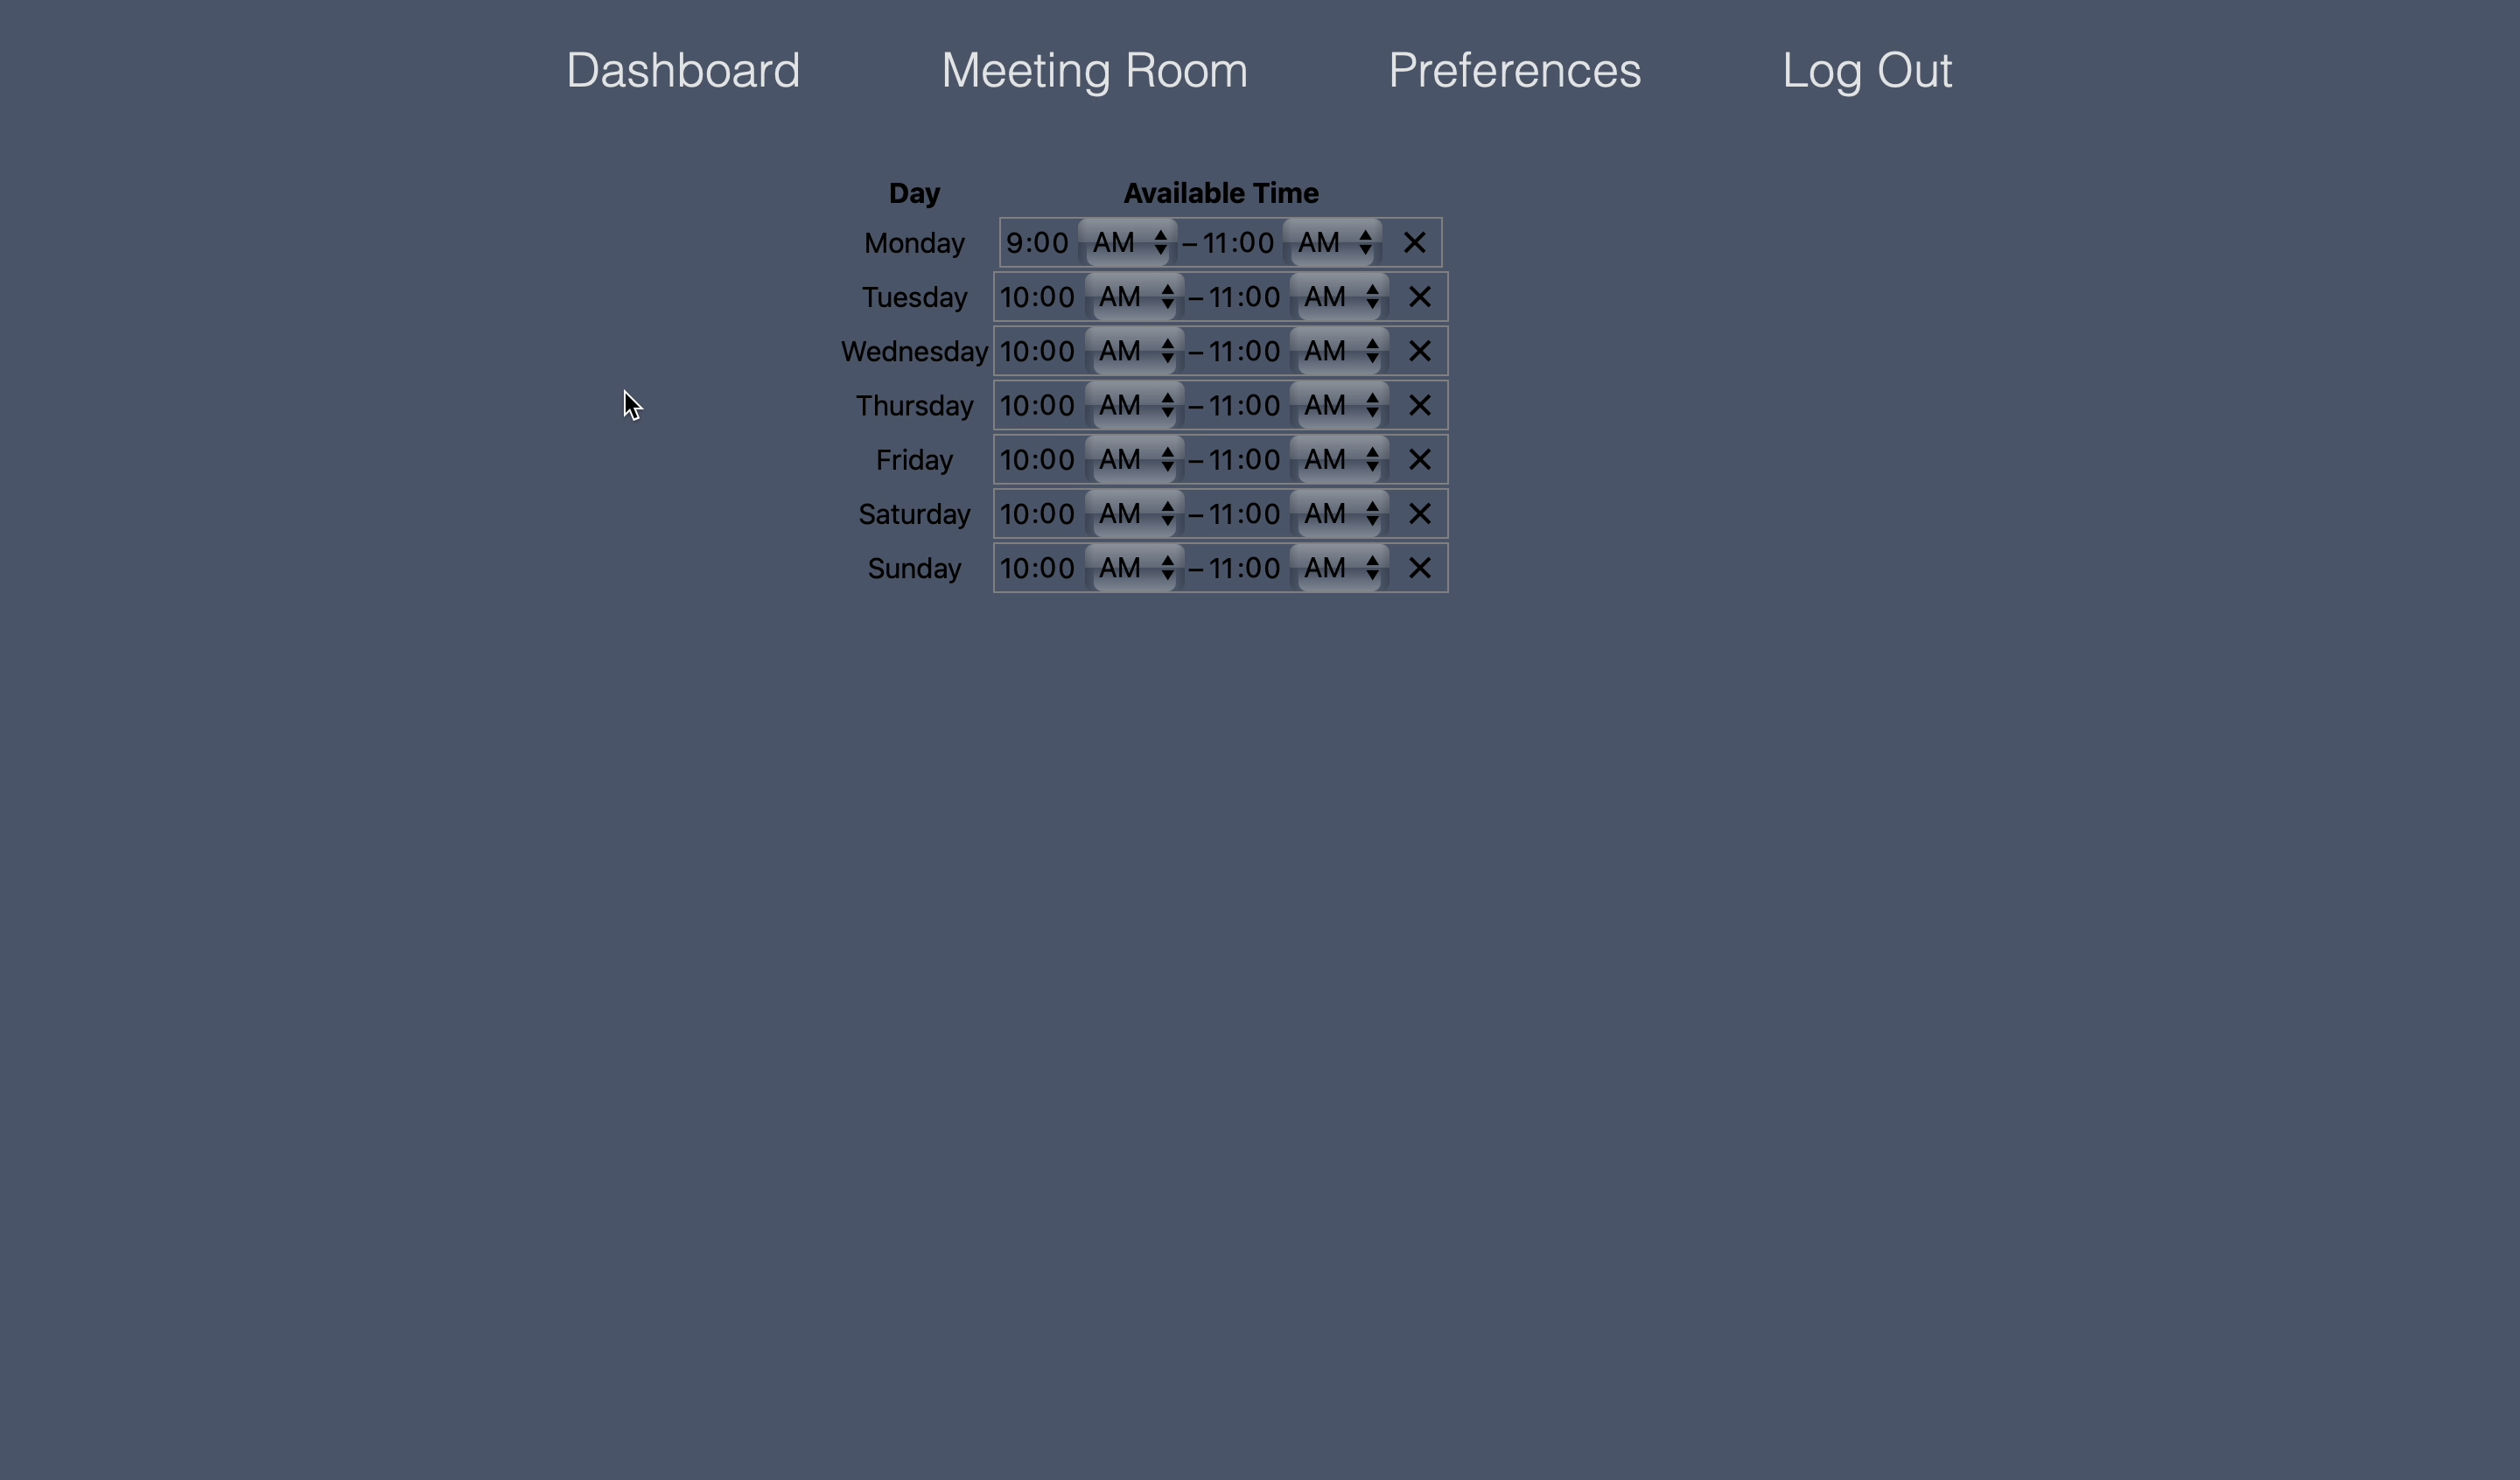 Dashboard Meeting Room Preferences Log Out
Day Available Time
Monday 9:00 AM – 11:00 AM ×
Tuesday 10:00 AM – 11:00 AM ×
Wednesday 10:00 AM – 11:00 AM ×
Thursday 10:00 AM – 11:00 AM ×
Friday 10:00 AM – 11:00 AM ×
Saturday 10:00 AM – 11:00 AM ×
Sunday 10:00 AM – 11:00 AM ×